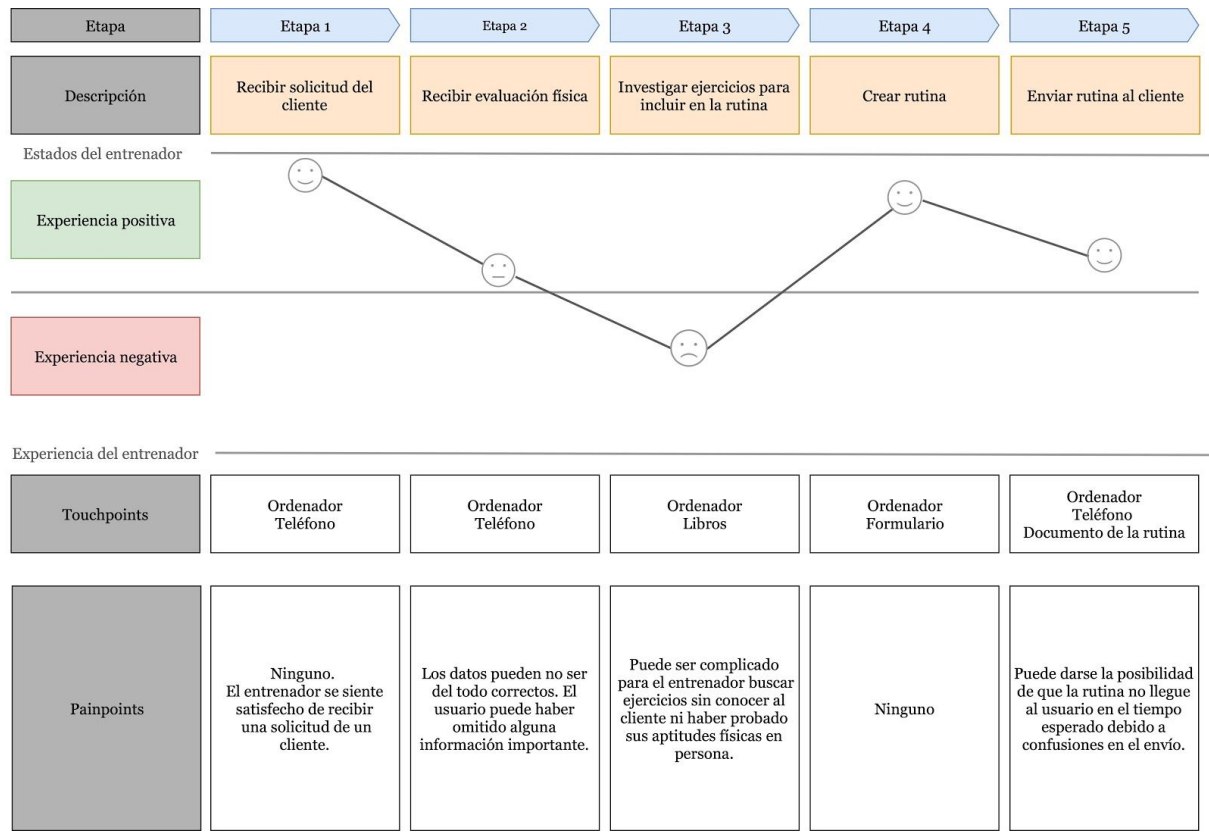 Etapa
Etapa 1
Etapa 2
Etapa 3
Etapa 4
Etapa 5
Descripción
Recibir solicitud del
cliente
Recibir evaluación física
Investigar ejercicios para
incluir en la rutina
Crear rutina
Enviar rutina al cliente
Estados del entrenador
Experiencia positiva
Experiencia negativa
Experiencia del entrenador
Touchpoints
Ordenador
Teléfono
Ordenador
Teléfono
Ordenador
Libros
Ordenador
Formulario
Ordenador
Teléfono
Documento de la rutina
Painpoints
Ninguno.
El entrenador se siente
satisfecho de recibir
una solicitud de un
cliente.
Los datos pueden no ser
del todo correctos. El
usuario puede haber
omitido alguna
información importante.
Puede ser complicado
para el entrenador buscar
ejercicios sin conocer al
cliente ni haber probado
sus aptitudes físicas en
persona.
Ninguno
Puede darse la posibilidad
de que la rutina no llegue
al usuario en el tiempo
esperado debido a
confusiones en el envío.